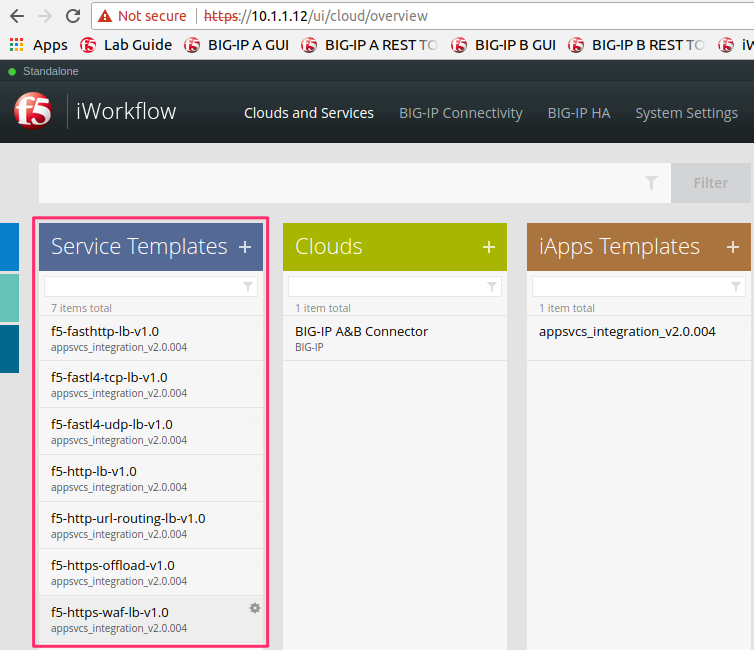 Not secure | https://10.1.1.12/ui/cloud/overview
Apps Lab Guide BIG-IP A GUI BIG-IP A REST TO BIG-IP B GUI BIG-IP B REST TO
Standalone
f5 iWorkflow Clouds and Services BIG-IP Connectivity BIG-IP HA System Settings
Filter
Service Templates +
7 items total
f5-fasthttp-lb-v1.0
appsvcs_integration_v2.0.004
f5-fastl4-tcp-lb-v1.0
appsvcs_integration_v2.0.004
f5-fastl4-udp-lb-v1.0
appsvcs_integration_v2.0.004
f5-http-lb-v1.0
appsvcs_integration_v2.0.004
f5-http-url-routing-lb-v1.0
appsvcs_integration_v2.0.004
f5-https-offload-v1.0
appsvcs_integration_v2.0.004
f5-https-waf-lb-v1.0
appsvcs_integration_v2.0.004
Clouds +
1 item total
BIG-IP A&B Connector
BIG-IP
iApps Templates +
1 item total
appsvcs_integration_v2.0.004